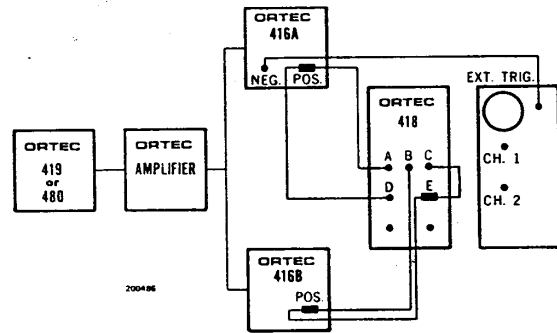 ORTEC
416A
NEG. POS.
EXT. TRIG.
ORTEC
418
A B C
D E
CH. 1
CH. 2
ORTEC
419
or
480
ORTEC
AMPLIFIER
ORTEC
416B
POS.
200486